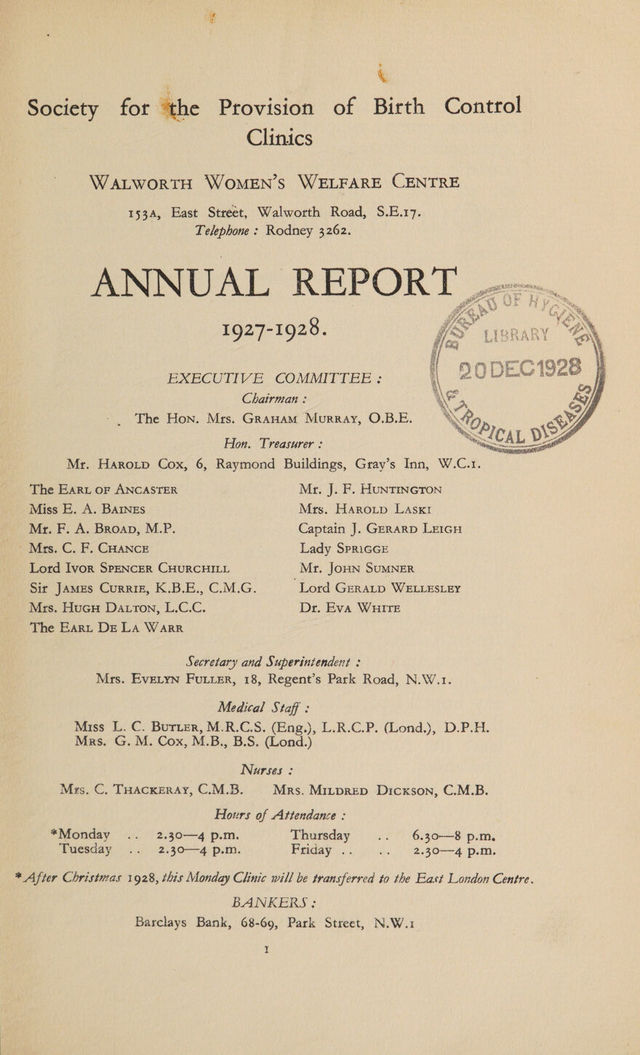 Society for the Provision of Birth Control
Clinics
WALWORTH WOMEN'S WELFARE CENTRE
153A, East Street, Walworth Road, S.E.17.
Telephone : Rodney 3262.
ANNUAL REPORT
1927-1928.
BUREAU OF HYGIENE
LIBRARY
20 DEC 1928
& TROPICAL DISEASES
EXECUTIVE COMMITTEE :
Chairman :
The Hon. Mrs. GRAHAM MURRAY, O.B.E.
Hon. Treasurer :
Mr. HAROLD COX, 6, Raymond Buildings, Gray's Inn, W.C.1.
The EARL OF ANCASTER
Miss E. A. BAINES
Mr. F. A. BROAD, M.P.
Mrs. C. F. CHANCE
Lord IVOR SPENCER CHURCHILL
Sir JAMES CURRIE, K.B.E., C.M.G.
Mrs. HUGH DALTON, L.C.C.
The EARL DE LA WARR
Mr. J. F. HUNTINGTON
Mrs. HAROLD LASKI
Captain J. GERARD LEIGH
Lady SPRIGGE
Mr. JOHN SUMNER
Lord GERALD WELLESLEY
Dr. EVA WHITE
Secretary and Superintendent :
Mrs. EVELYN FULLER, 18, Regent's Park Road, N.W.1.
Medical Staff :
Miss L. C. BUTLER, M.R.C.S. (Eng.), L.R.C.P. (Lond.), D.P.H.
MRS. G. M. COX, M.B., B.S. (Lond.)
Nurses :
Mrs. C. THACKERAY, C.M.B. MRS. MILDRED DICKSON, C.M.B.
Hours of Attendance :
*Monday .. 2.30—4 p.m. Thursday .. 6.30—8 p.m.
Tuesday .. 2.30—4 p.m. Friday .. .. 2.30—4 p.m.
*After Christmas 1928, this Monday Clinic will be transferred to the East London Centre.
BANKERS :
Barclays Bank, 68-69, Park Street, N.W.1
1